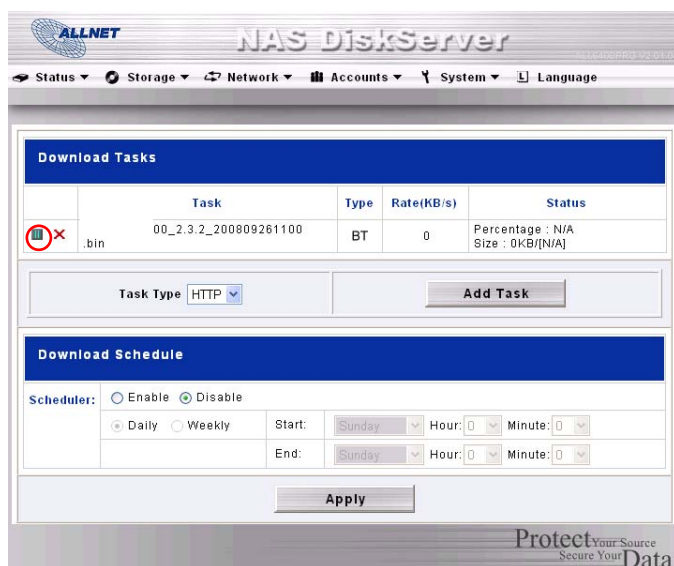 ALLNET
NAS DiskServer
Status Storage Network Accounts System L Language
Download Tasks
Task Type Rate(KB/s) Status
00_2.3.2_200809261100
.bin
BT 0
Percentage : N/A
Size : 0KB/[N/A]
Task Type HTTP Add Task
Download Schedule
Scheduler: Enable Disable
Daily Weekly Start: Sunday Hour: 0 Minute: 0
End: Sunday Hour: 0 Minute: 0
Apply
Protect Your Source
Secure Your Data